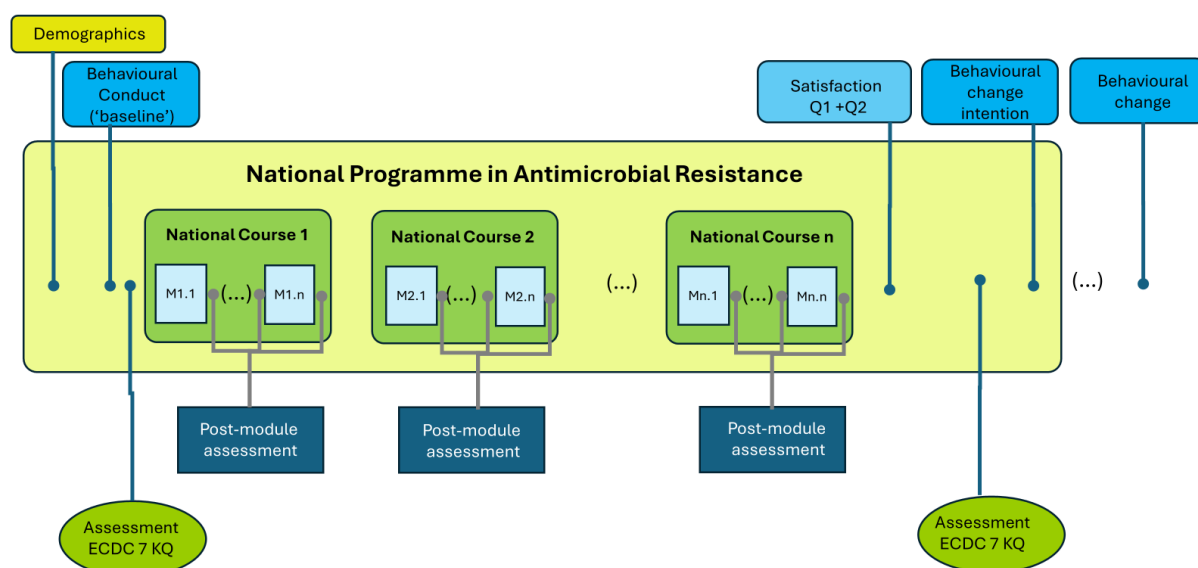 Demographics
Behavioural
Conduct
('baseline')
Satisfaction
Q1 +Q2
Behavioural
change
intention
Behavioural
change
National Programme in Antimicrobial Resistance
National Course 1
National Course 2
National Course n
M1.1
(...)
M1.n
M2.1
(...)
M2.n
(...)
Mn.1
(...)
Mn.n
(...)
Post-module
assessment
Post-module
assessment
Post-module
assessment
Assessment
ECDC 7 KQ
Assessment
ECDC 7 KQ